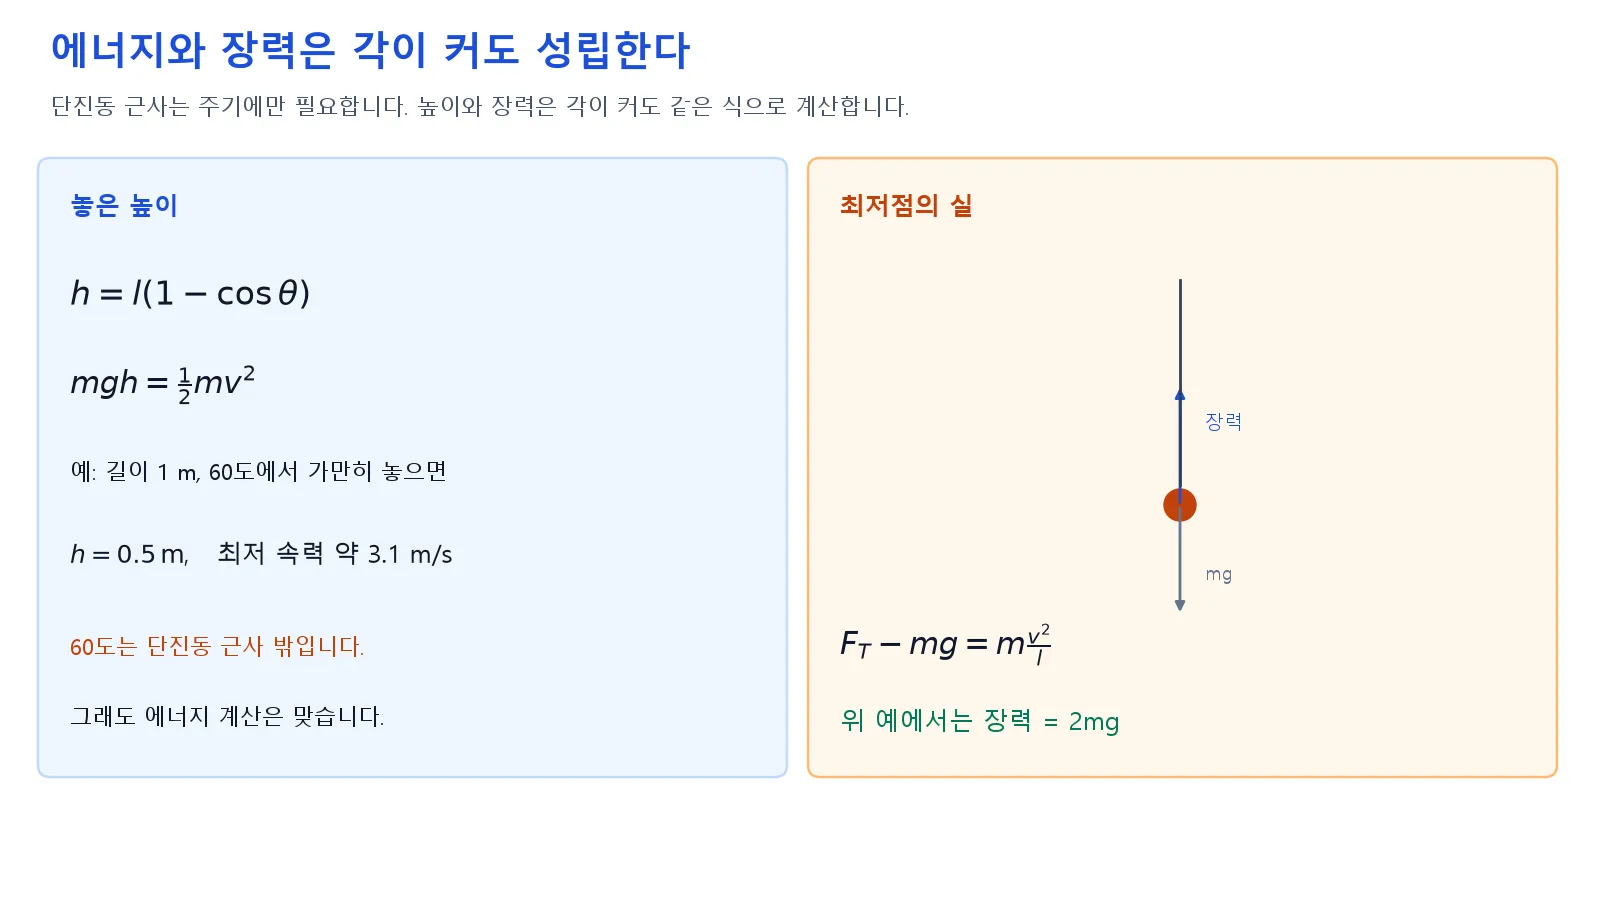 에너지와 장력은 각이 커도 성립한다
단진동 근사는 주기에만 필요합니다. 높이와 장력은 각이 커도 같은 식으로 계산합니다.
놓은 높이
h = l(1 − cos θ)
mgh = ½mv²
예: 길이 1 m, 60도에서 가만히 놓으면
h = 0.5 m, 최저 속력 약 3.1 m/s
60도는 단진동 근사 밖입니다.
그래도 에너지 계산은 맞습니다.
최저점의 실
장력
mg
F_T − mg = m v²/l
위 예에서는 장력 = 2mg